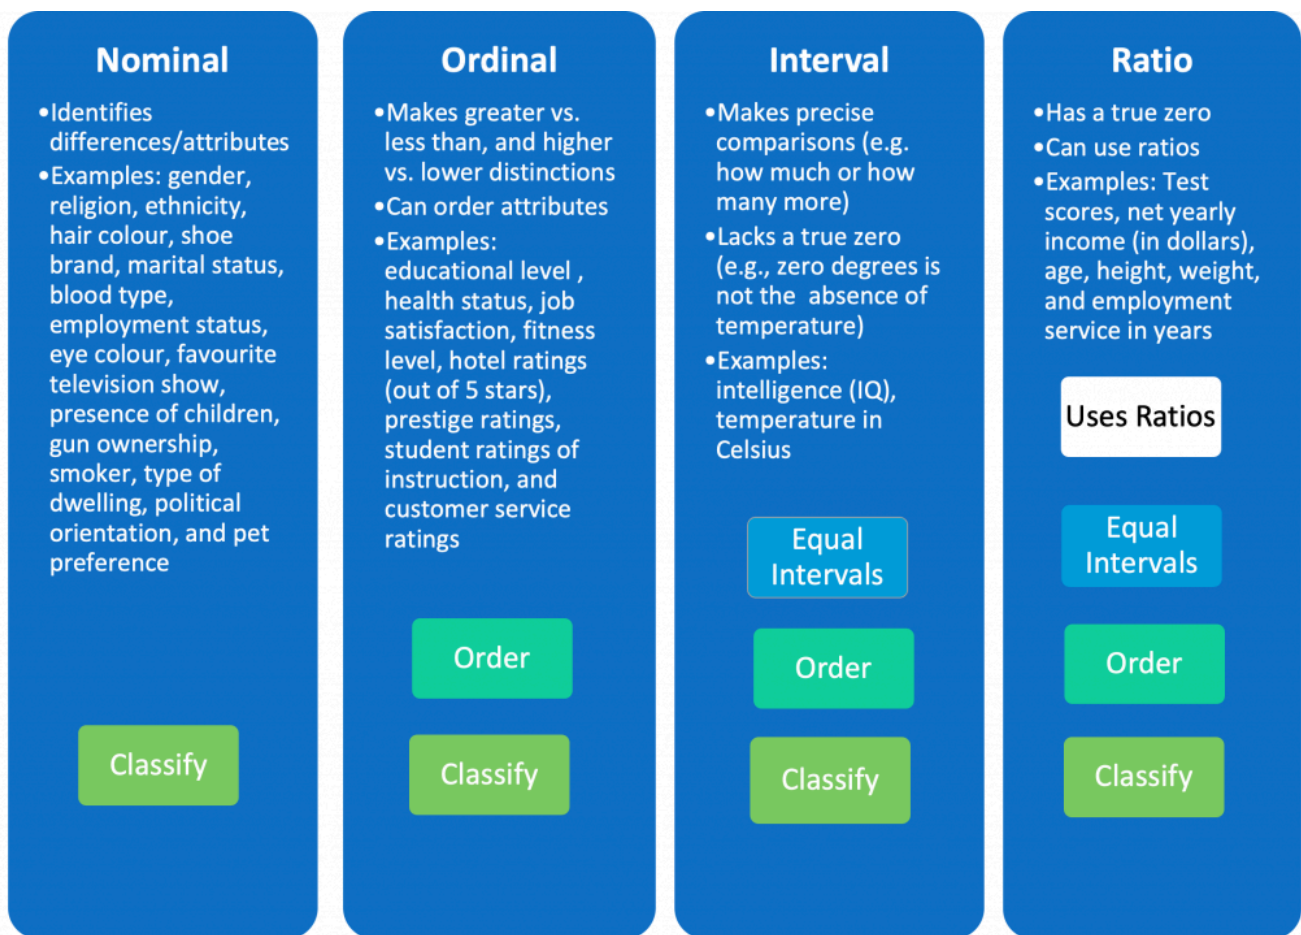 Nominal
•Identifies
differences/attributes
•Examples: gender,
religion, ethnicity,
hair colour, shoe
brand, marital status,
blood type,
employment status,
eye colour, favourite
television show,
presence of children,
gun ownership,
smoker, type of
dwelling, political
orientation, and pet
preference
Classify
Ordinal
•Makes greater vs.
less than, and higher
vs. lower distinctions
•Can order attributes
•Examples:
educational level ,
health status, job
satisfaction, fitness
level, hotel ratings
(out of 5 stars),
prestige ratings,
student ratings of
instruction, and
customer service
ratings
Order
Classify
Interval
•Makes precise
comparisons (e.g.
how much or how
many more)
•Lacks a true zero
(e.g., zero degrees is
not the absence of
temperature)
•Examples:
intelligence (IQ),
temperature in
Celsius
Equal
Intervals
Order
Classify
Ratio
•Has a true zero
•Can use ratios
•Examples: Test
scores, net yearly
income (in dollars),
age, height, weight,
and employment
service in years
Uses Ratios
Equal
Intervals
Order
Classify